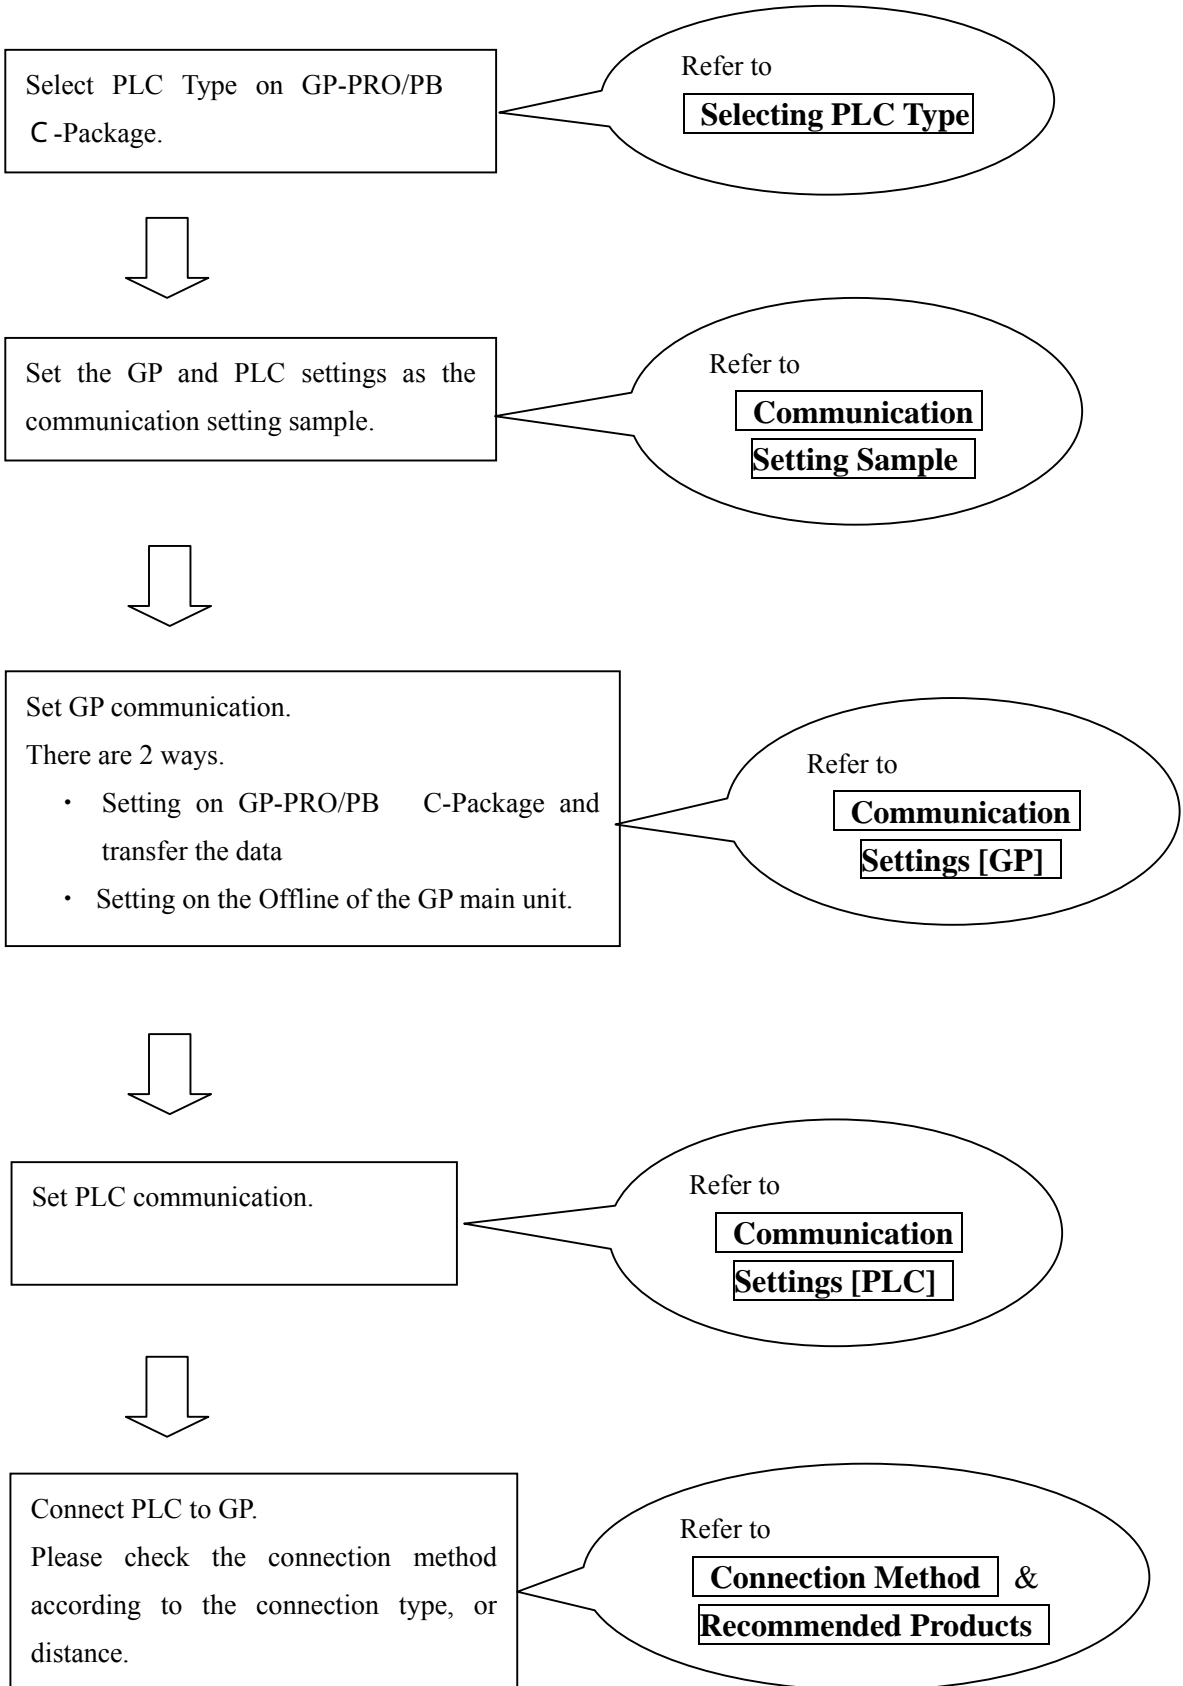 Select PLC Type on GP-PRO/PB
C -Package.
Refer to
Selecting PLC Type
Set the GP and PLC settings as the
communication setting sample.
Refer to
Communication
Setting Sample
Set GP communication.
There are 2 ways.
・ Setting on GP-PRO/PB C-Package and
transfer the data
・ Setting on the Offline of the GP main unit.
Refer to
Communication
Settings [GP]
Set PLC communication.
Refer to
Communication
Settings [PLC]
Connect PLC to GP.
Please check the connection method
according to the connection type, or
distance.
Refer to
Connection Method &
Recommended Products